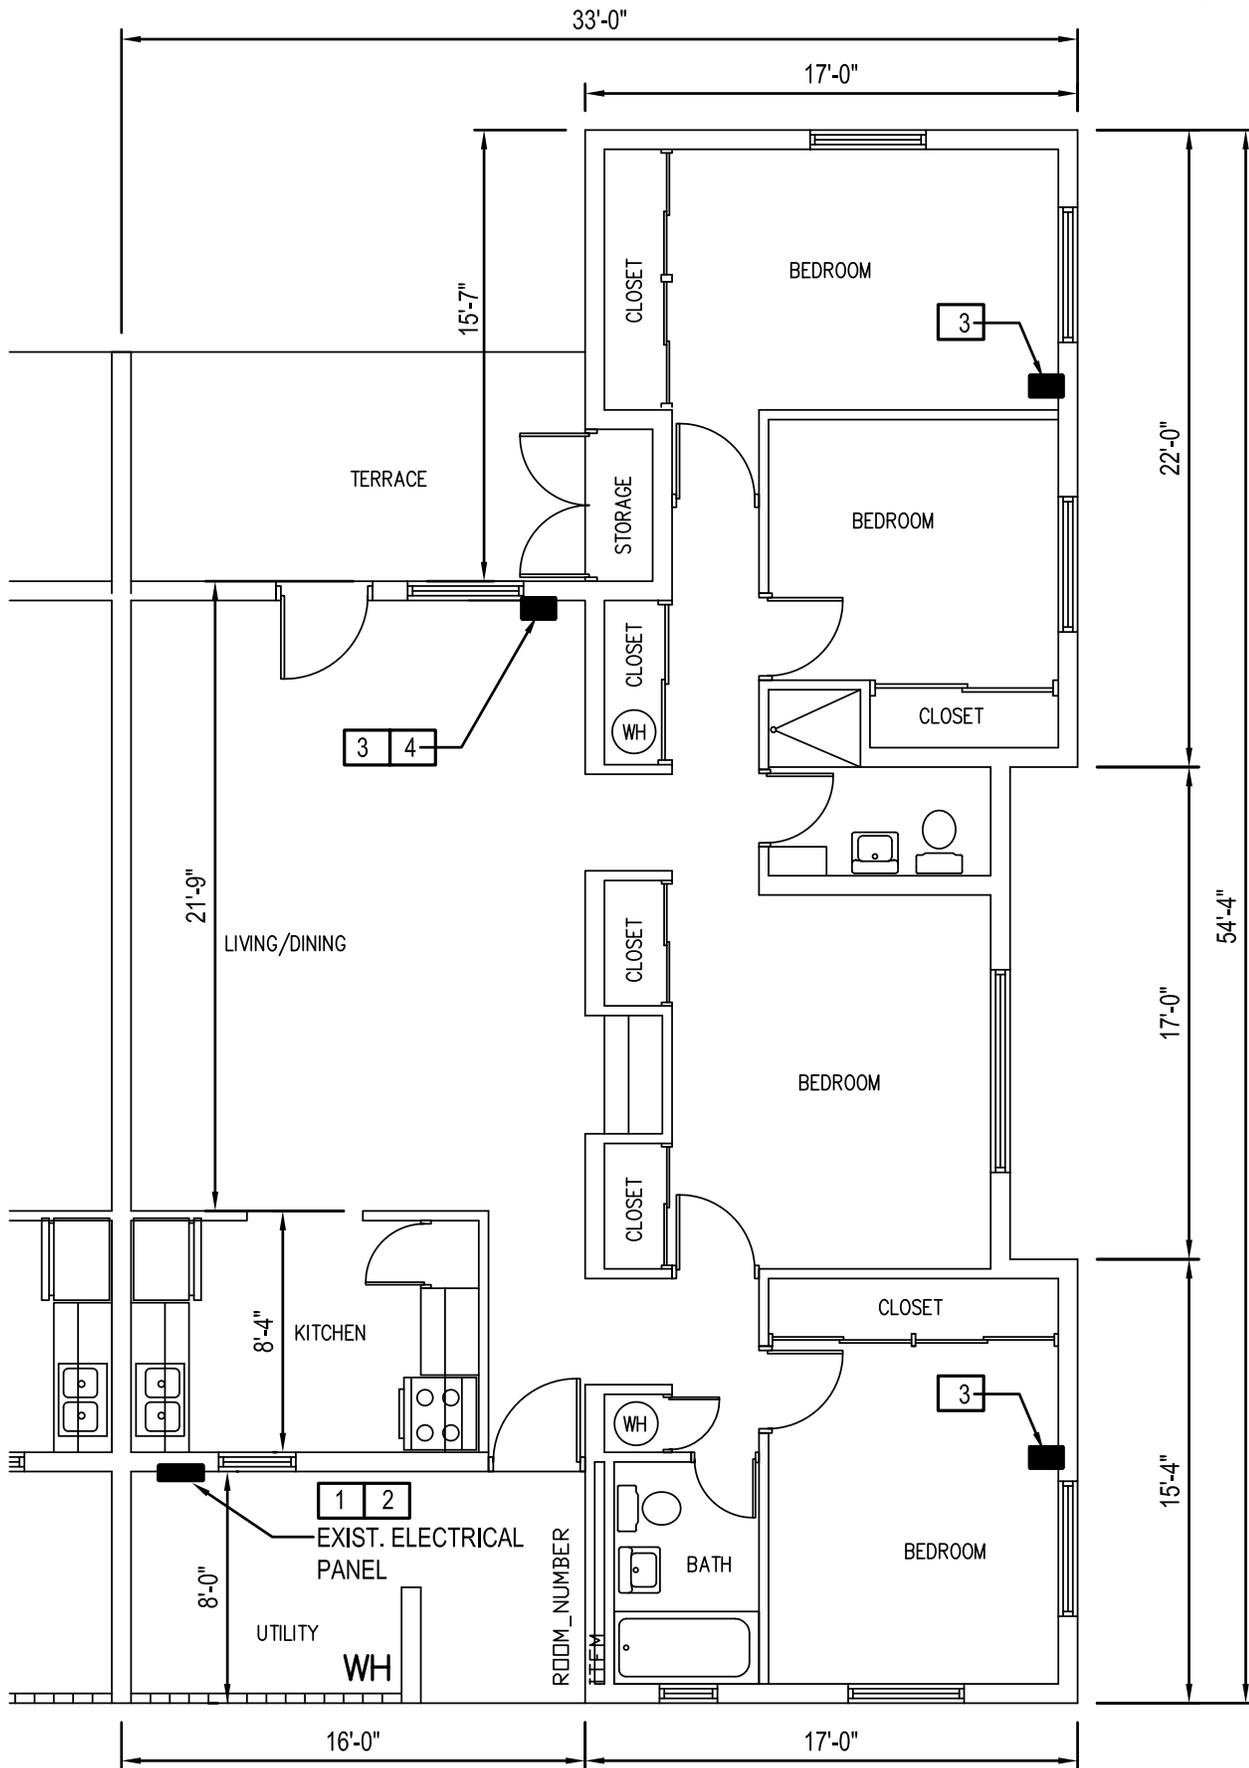 33'-0"
17'-0"
15'-7"
CLOSET
BEDROOM
3
22'-0"
TERRACE
STORAGE
BEDROOM
CLOSET
WH
CLOSET
3 4
21'-9"
LIVING/DINING
CLOSET
54'-4"
17'-0"
BEDROOM
CLOSET
8'-4"
KITCHEN
CLOSET
3
WH
15'-4"
1 2
EXIST. ELECTRICAL
PANEL
8'-0"
UTILITY
WH
ROOM_NUMBER
ITEM
BATH
BEDROOM
16'-0"
17'-0"